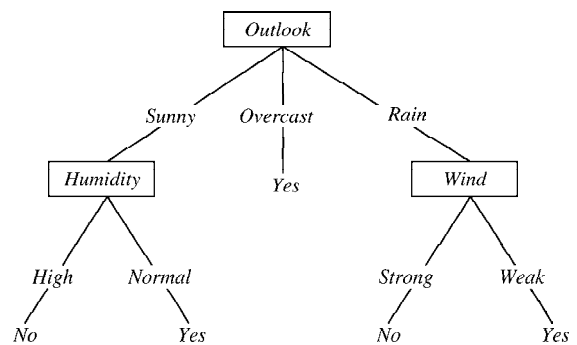 Outlook
Sunny Overcast Rain
Humidity Yes Wind
High Normal Strong Weak
No Yes No Yes